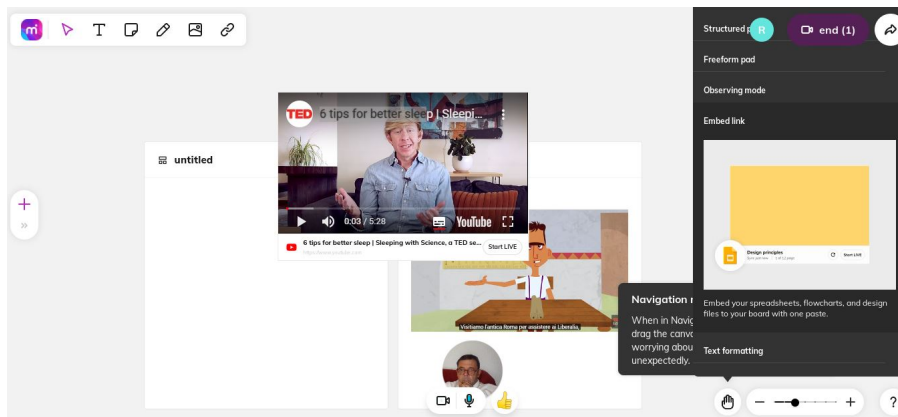 m
T
Structured p
R
end (1)
Freeform pad
Observing mode
Embed link
TED
6 tips for better sleep | Sleepi...
untitled
0:03 / 5:28
YouTube
6 tips for better sleep | Sleeping with Science, a TED se...
Start LIVE
Design principles
Start LIVE
Embed your spreadsheets, flowcharts, and design
files to your board with one paste.
Navigation
When in Navig
drag the canva
worrying abou
unexpectedly.
Visitiamo l'antica Roma per assistere ai Liberalia,
Text formatting
?